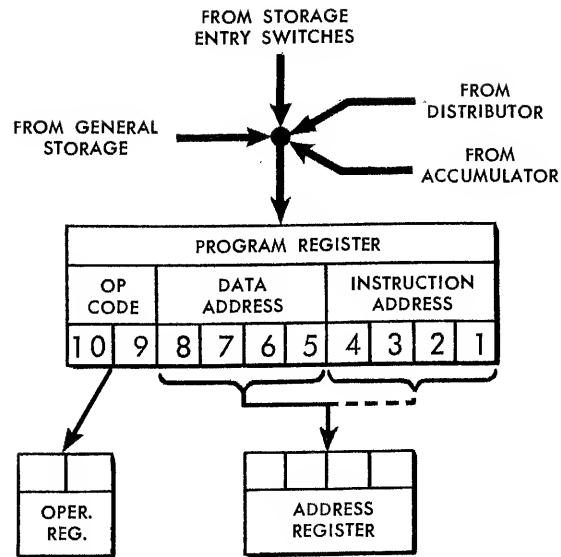 FROM STORAGE
ENTRY SWITCHES
FROM GENERAL
STORAGE
FROM
DISTRIBUTOR
FROM
ACCUMULATOR
PROGRAM REGISTER
OP
CODE
DATA
ADDRESS
INSTRUCTION
ADDRESS
10 9 8 7 6 5 4 3 2 1
OPER.
REG.
ADDRESS
REGISTER